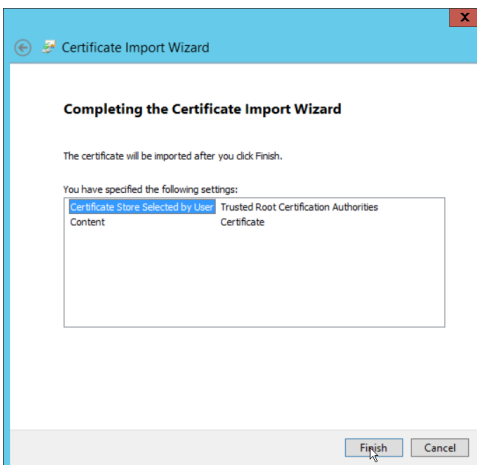 x
Certificate Import Wizard
Completing the Certificate Import Wizard
The certificate will be imported after you click Finish.
You have specified the following settings:
Certificate Store Selected by User Trusted Root Certification Authorities
Content Certificate
Finish Cancel